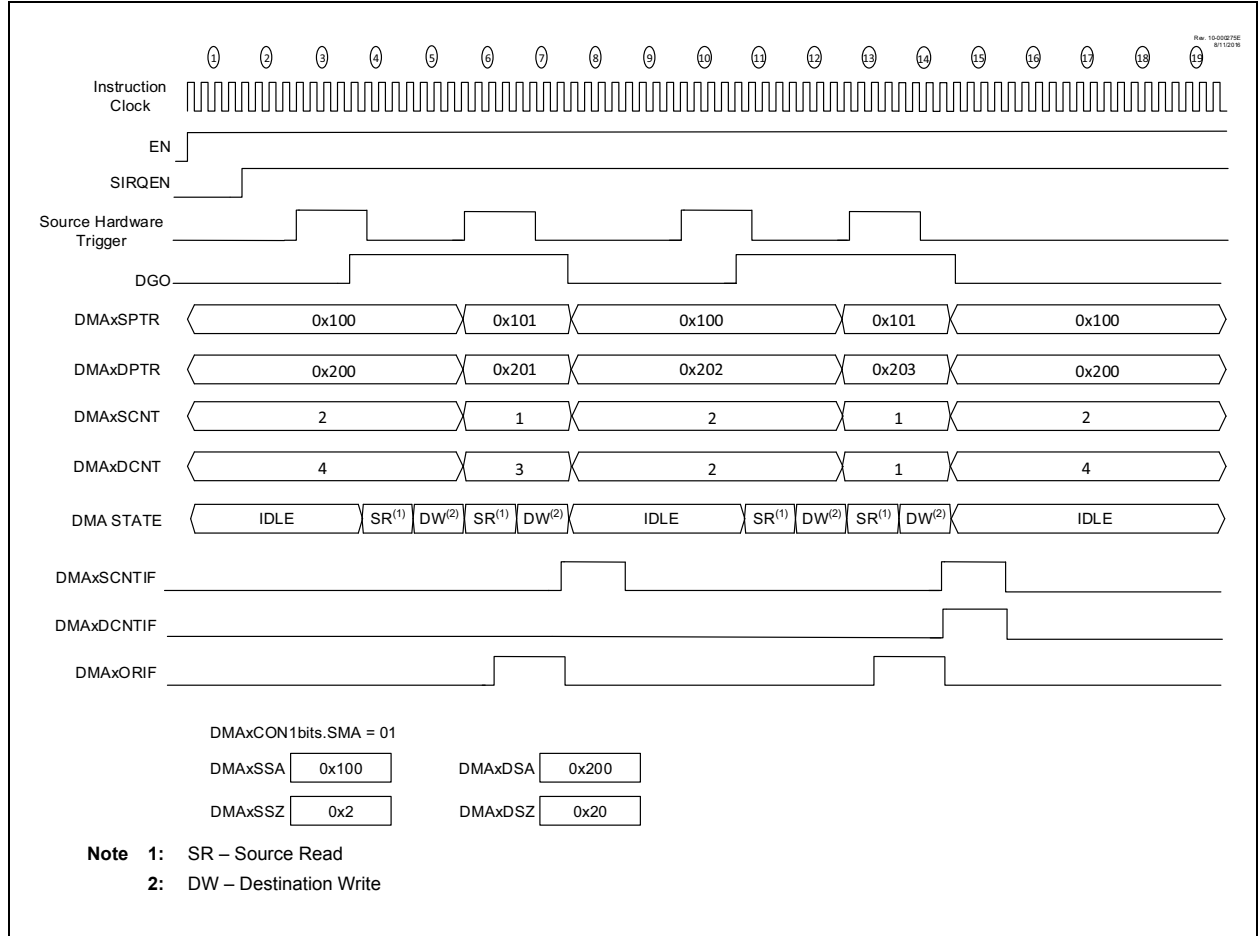 Rev. 10-000275E
8/11/2016
1 2 3 4 5 6 7 8 9 10 11 12 13 14 15 16 17 18 19
Instruction
Clock
EN
SIRQEN
Source Hardware
Trigger
DGO
DMAxSPTR 0x100 0x101 0x100 0x101 0x100
DMAxDPTR 0x200 0x201 0x202 0x203 0x200
DMAxSCNT 2 1 2 1 2
DMAxDCNT 4 3 2 1 4
DMA STATE IDLE SR(1) DW(2) SR(1) DW(2) IDLE SR(1) DW(2) SR(1) DW(2) IDLE
DMAxSCNTIF
DMAxDCNTIF
DMAxORIF
DMAxCON1bits.SMA = 01
DMAxSSA 0x100 DMAxDSA 0x200
DMAxSSZ 0x2 DMAxDSZ 0x20
Note 1: SR – Source Read
2: DW – Destination Write